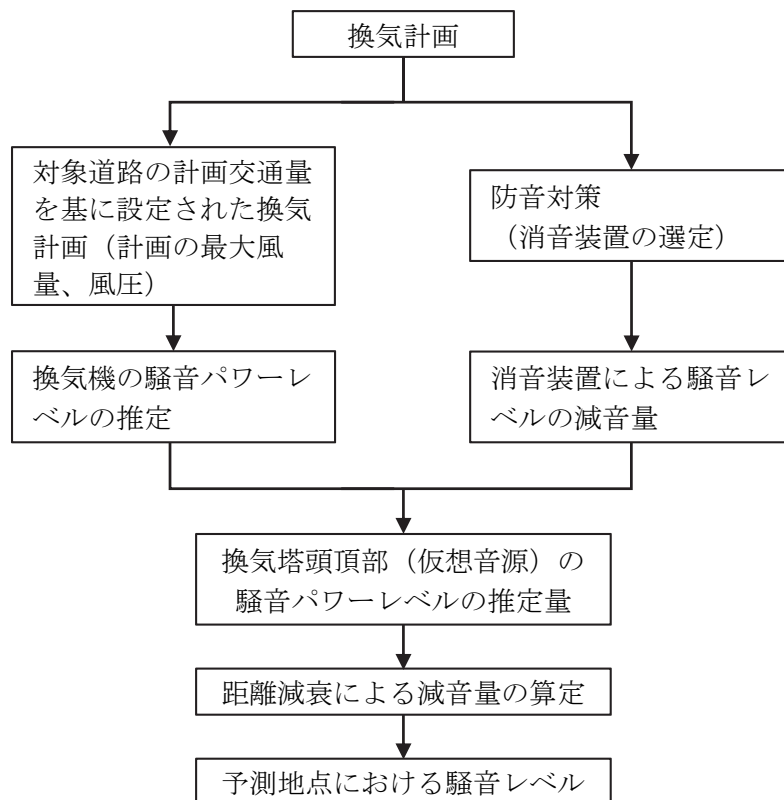 換気計画
対象道路の計画交通量
を基に設定された換気
計画（計画の最大風
量、風圧）
防音対策
（消音装置の選定）
換気機の騒音パワーレ
ベルの推定
消音装置による騒音レ
ベルの減音量
換気塔頭頂部（仮想音源）の
騒音パワーレベルの推定量
距離減衰による減音量の算定
予測地点における騒音レベル